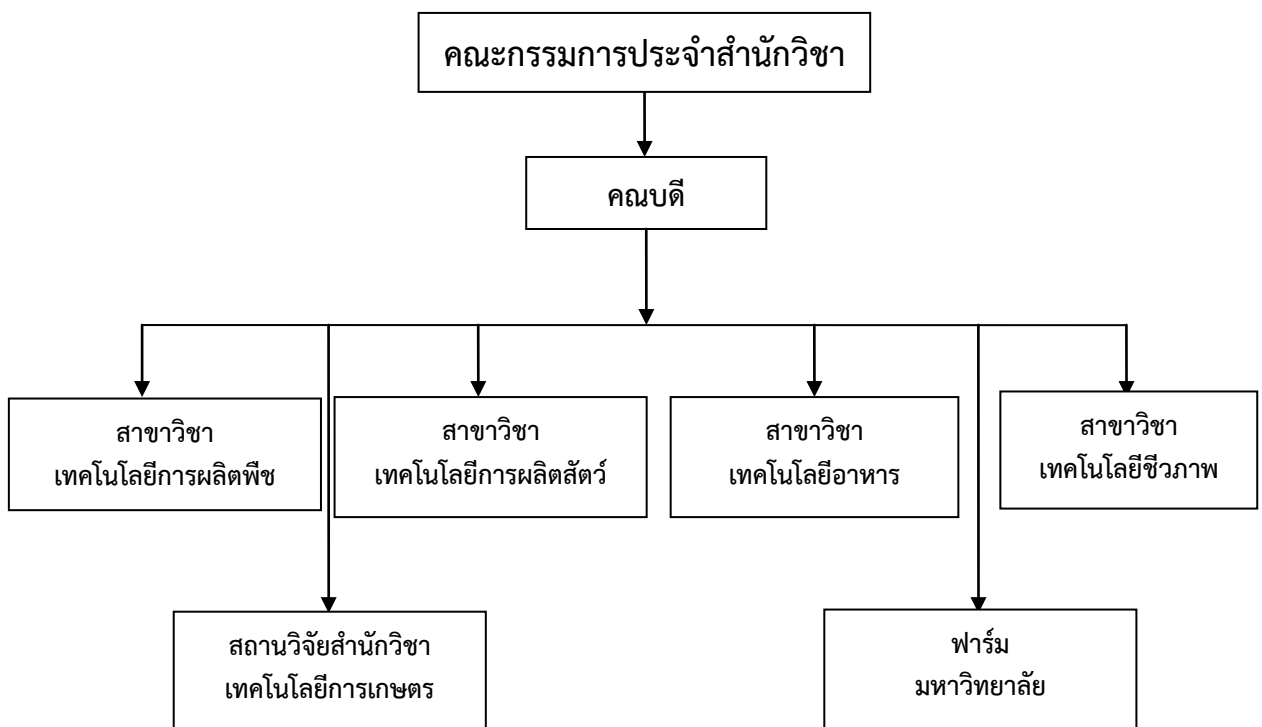 คณะกรรมการประจำสำนักวิชา
คณบดี
สาขาวิชา
เทคโนโลยีการผลิตพืช
สาขาวิชา
เทคโนโลยีการผลิตสัตว์
สาขาวิชา
เทคโนโลยีอาหาร
สาขาวิชา
เทคโนโลยีชีวภาพ
สถานวิจัยสำนักวิชา
เทคโนโลยีการเกษตร
ฟาร์ม
มหาวิทยาลัย